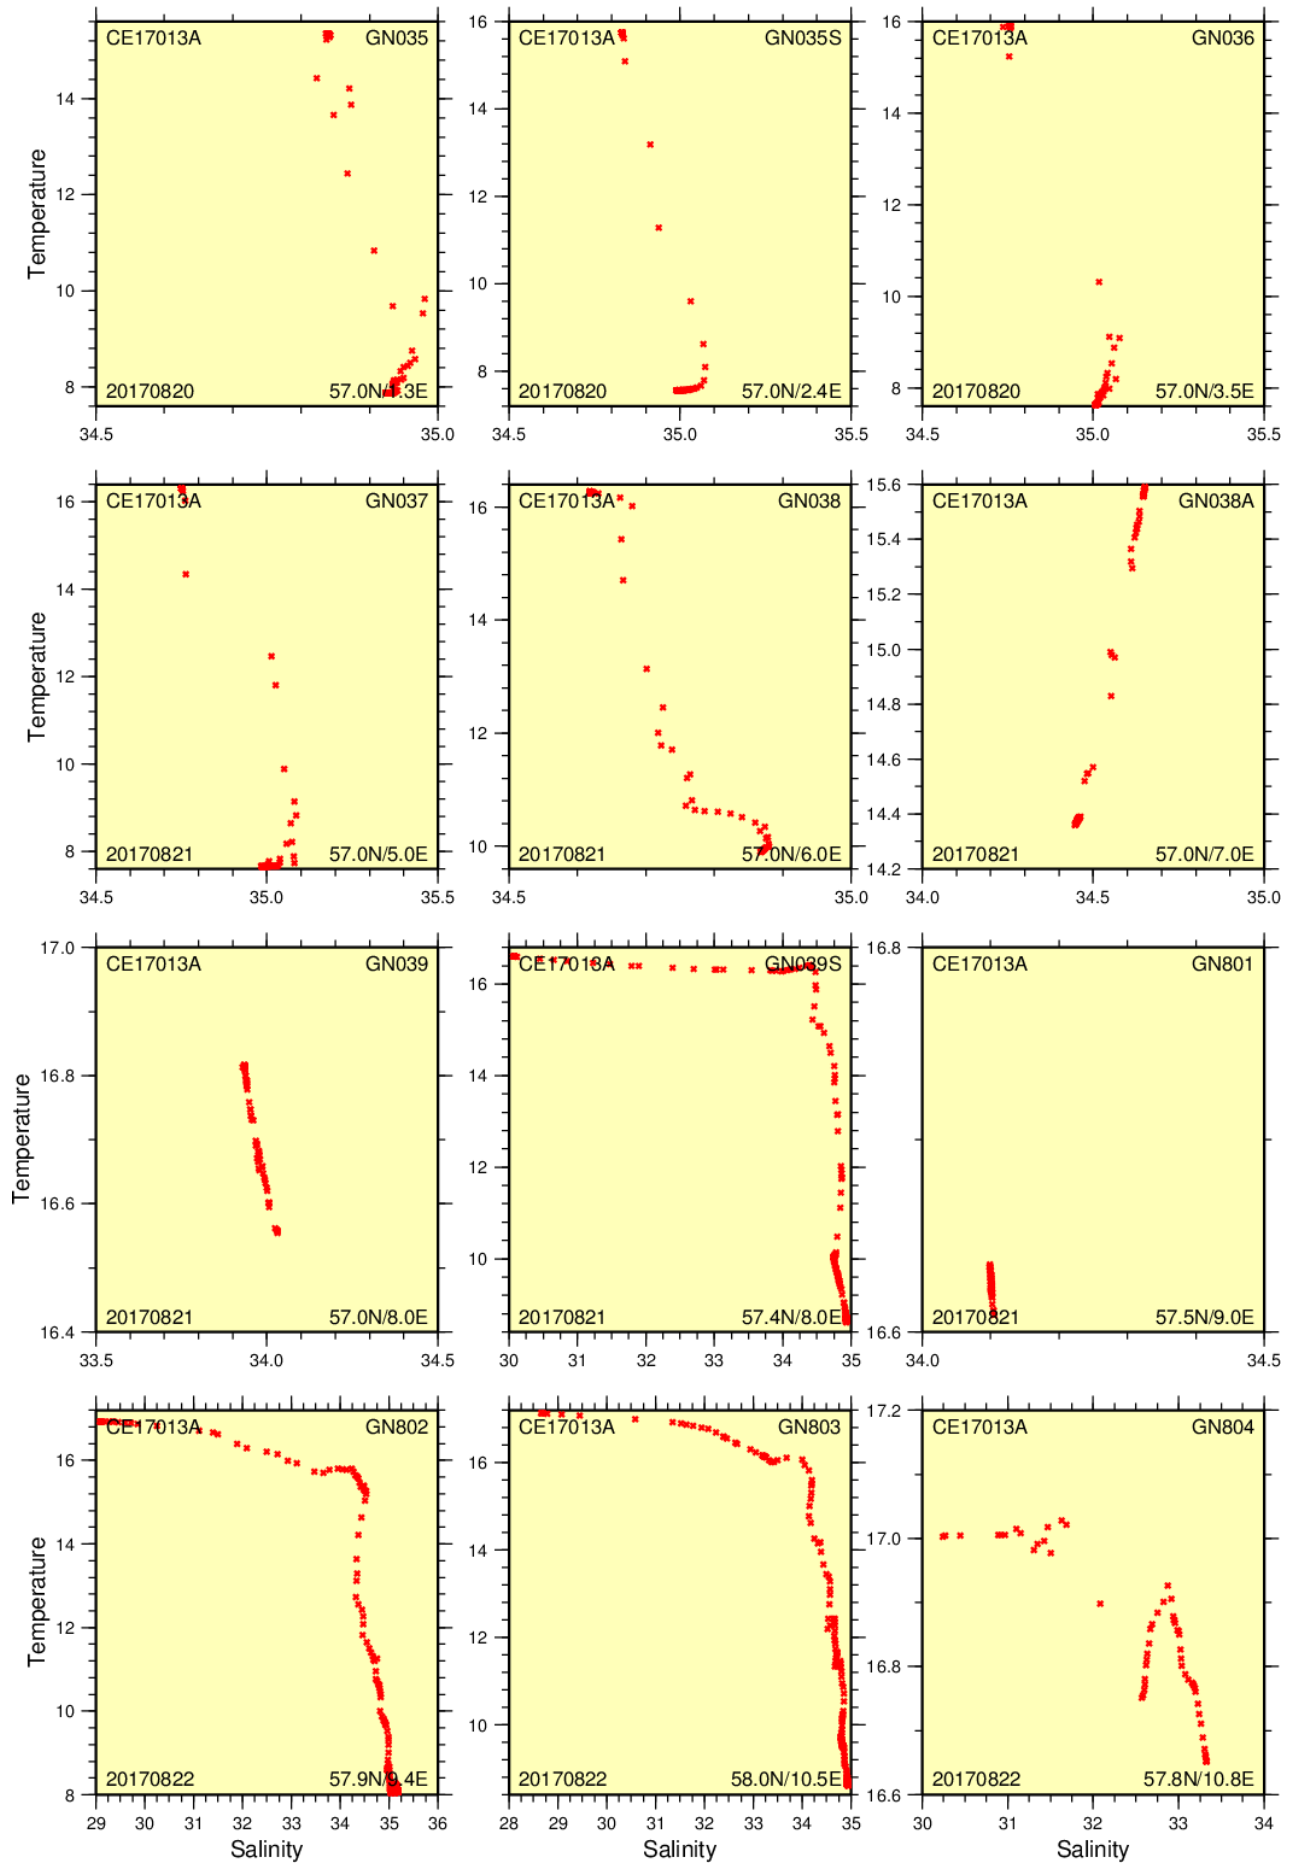 CE17013A GN035
14
12
10
8
Temperature
20170820 57.0N/1.3E
34.5 35.0
CE17013A GN035S
16
14
12
10
8
20170820 57.0N/2.4E
34.5 35.0 35.5
CE17013A GN036
16
14
12
10
8
20170820 57.0N/3.5E
34.5 35.0 35.5
CE17013A GN037
16
14
12
10
8
Temperature
20170821 57.0N/5.0E
34.5 35.0 35.5
CE17013A GN038
16
14
12
10
20170821 57.0N/6.0E
34.5 35.0
CE17013A GN038A
15.6
15.4
15.2
15.0
14.8
14.6
14.4
14.2
20170821 57.0N/7.0E
34.0 34.5 35.0
CE17013A GN039
17.0
16.8
16.6
16.4
Temperature
20170821 57.0N/8.0E
33.5 34.0 34.5
CE17013A GN039S
16
14
12
10
20170821 57.4N/8.0E
30 31 32 33 34 35
CE17013A GN801
16.8
16.6
20170821 57.5N/9.0E
34.0 34.5
CE17013A GN802
16
14
12
10
8
Temperature
20170822 57.9N/9.4E
29 30 31 32 33 34 35 36
Salinity
CE17013A GN803
16
14
12
10
20170822 58.0N/10.5E
28 29 30 31 32 33 34 35
Salinity
CE17013A GN804
17.2
17.0
16.8
16.6
20170822 57.8N/10.8E
30 31 32 33 34
Salinity